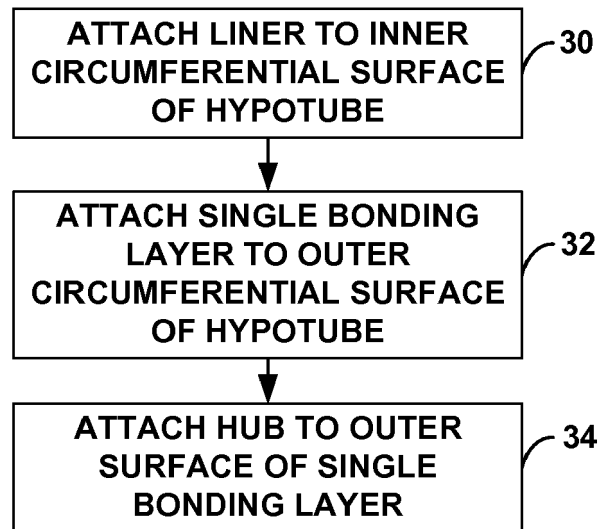 ATTACH LINER TO INNER
CIRCUMFERENTIAL SURFACE
OF HYPOTUBE
30
ATTACH SINGLE BONDING
LAYER TO OUTER
CIRCUMFERENTIAL SURFACE
OF HYPOTUBE
32
ATTACH HUB TO OUTER
SURFACE OF SINGLE
BONDING LAYER
34